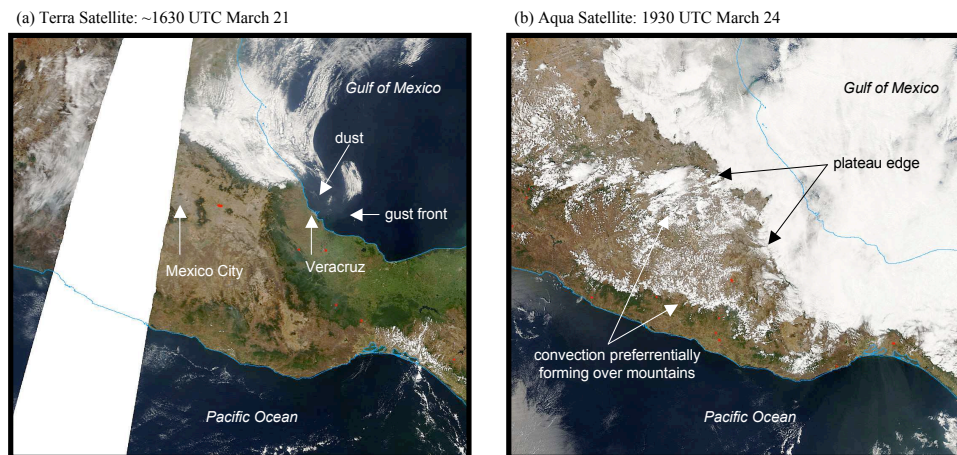 (a) Terra Satellite: ~1630 UTC March 21
Gulf of Mexico
dust
gust front
Mexico City
Veracruz
Pacific Ocean
(b) Aqua Satellite: 1930 UTC March 24
Gulf of Mexico
plateau edge
convection preferrentially
forming over mountains
Pacific Ocean